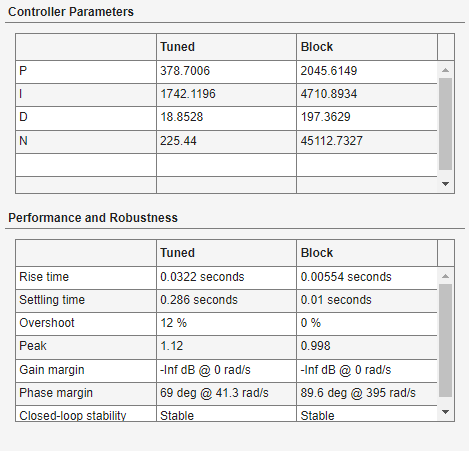 Controller Parameters
Tuned Block
P 378.7006 2045.6149
I 1742.1196 4710.8934
D 18.8528 197.3629
N 225.44 45112.7327
Performance and Robustness
Tuned Block
Rise time 0.0322 seconds 0.00554 seconds
Settling time 0.286 seconds 0.01 seconds
Overshoot 12 % 0 %
Peak 1.12 0.998
Gain margin -Inf dB @ 0 rad/s -Inf dB @ 0 rad/s
Phase margin 69 deg @ 41.3 rad/s 89.6 deg @ 395 rad/s
Closed-loop stability Stable Stable